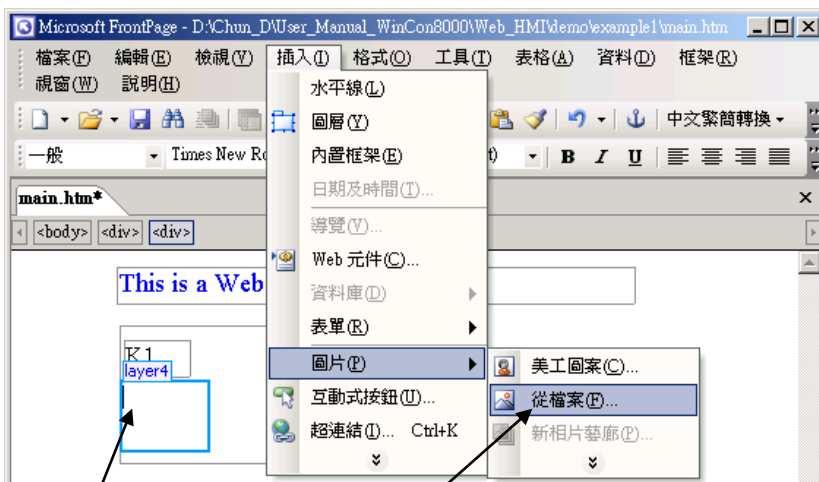 Microsoft FrontPage - D:\Chun_D\User_Manual_WinCon8000\Web_HMI\demo\example1\main.htm
檔案(F) 編輯(E) 檢視(V) 插入(I) 格式(O) 工具(T) 表格(A) 資料(D) 框架(R)
視窗(W) 說明(H)
中文繁簡轉換
一般 Times New Ro t) B I U
main.htm*
<body> <div> <div>
This is a Web
K1
layer4
水平線(L)
圖層(Y)
內置框架(E)
日期及時間(T)...
導覽(V)...
Web 元件(C)...
資料庫(D)
表單(R)
圖片(P)
互動式按鈕(U)...
超連結(I)... Ctrl+K
美工圖案(C)...
從檔案(F)...
新相片藝廊(P)...